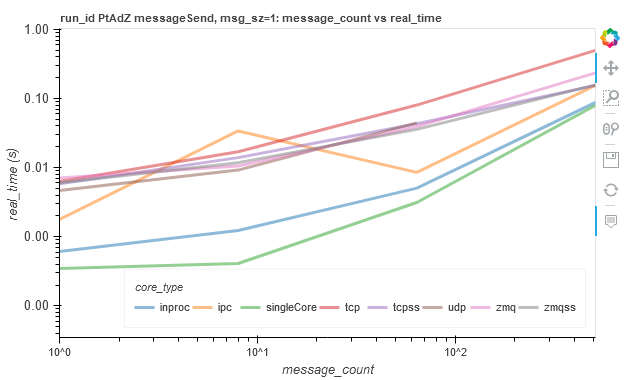 run_id PtAdZ messageSend, msg_sz=1: message_count vs real_time
1.00
0.10
0.01
0.00
0.00
real_time (s)
core_type
inproc ipc singleCore tcp tcpss udp zmq zmqss
10^0 10^1 10^2
message_count